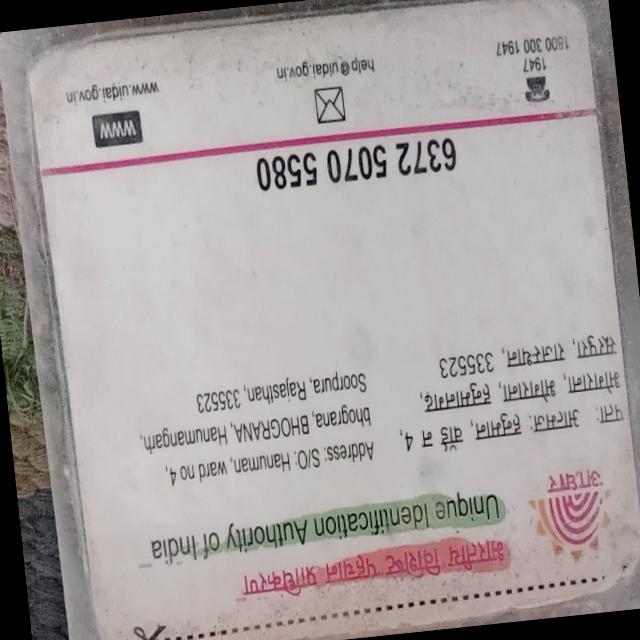 भारतीय विशिष्ट पहचान प्राधिकरण
Unique Identification Authority of India
आधार
पता: आत्मज: हनुमान, वॉर्ड न 4,
भोगराना, भोगराना, हनुमानगढ़,
सूरपुरा, राजस्थान, 335523
Address: S/O: Hanuman, ward no 4,
bhograna, BHOGRANA, Hanumangarh,
Soorpura, Rajasthan, 335523
6372 5070 5580
1947
1800 300 1947
help@uidai.gov.in
www
www.uidai.gov.in